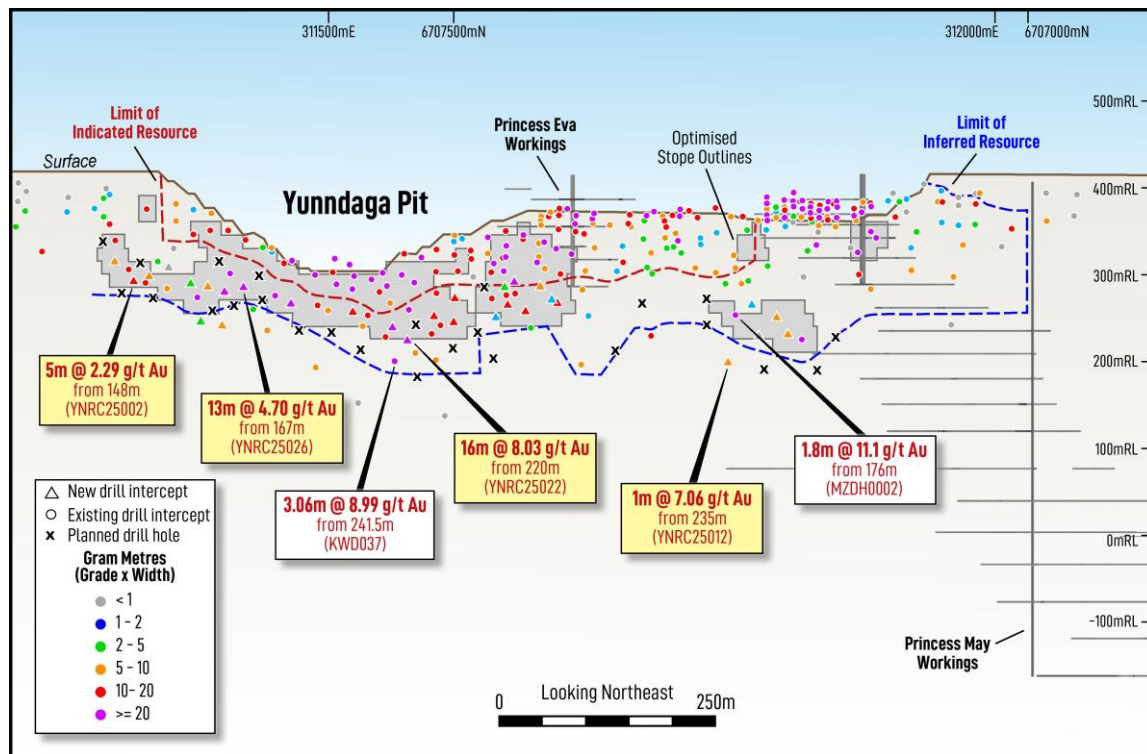 311500mE
6707500mN
312000mE
6707000mN
500mRL
400mRL
300mRL
200mRL
100mRL
0mRL
-100mRL
Limit of
Indicated Resource
Surface
Yunndaga Pit
Princess Eva
Workings
Optimised
Stope Outlines
Limit of
Inferred Resource
5m @ 2.29 g/t Au
from 148m
(YNRC25002)
13m @ 4.70 g/t Au
from 167m
(YNRC25026)
3.06m @ 8.99 g/t Au
from 241.5m
(KWD037)
16m @ 8.03 g/t Au
from 220m
(YNRC25022)
1m @ 7.06 g/t Au
from 235m
(YNRC25012)
1.8m @ 11.1 g/t Au
from 176m
(MZDH0002)
New drill intercept
Existing drill intercept
x Planned drill hole
Gram Metres
(Grade x Width)
< 1
1 - 2
2 - 5
5 - 10
10- 20
>= 20
Looking Northeast
0 250m
Princess May
Workings